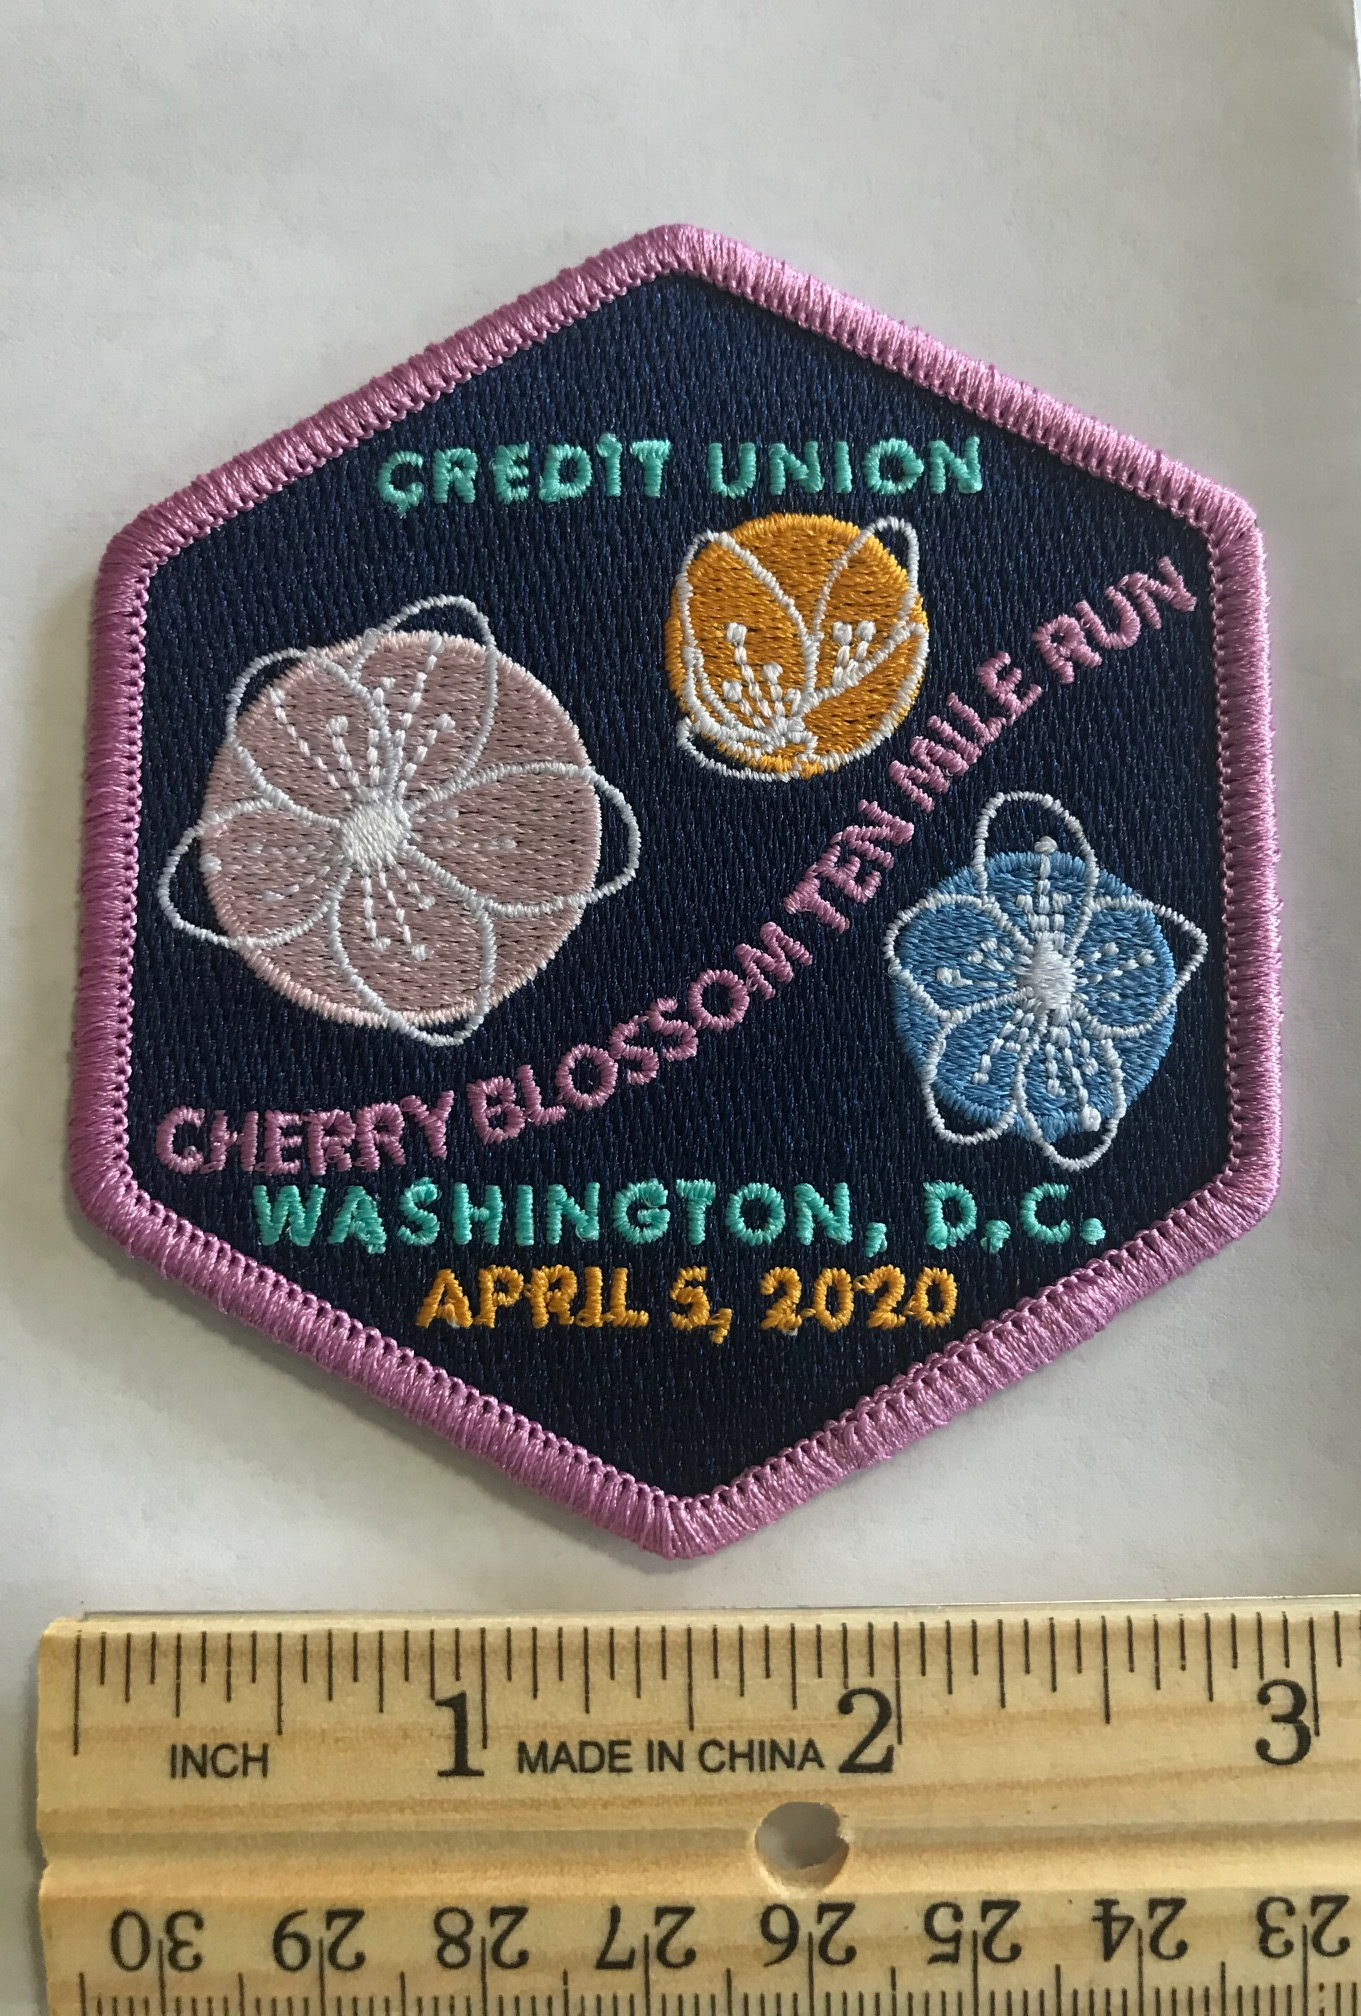 CREDIT UNION
CHERRY BLOSSOM TEN MILE RUN
WASHINGTON, D.C.
APRIL 5, 2020
1 2 3
INCH MADE IN CHINA
30 29 28 27 26 25 24 23